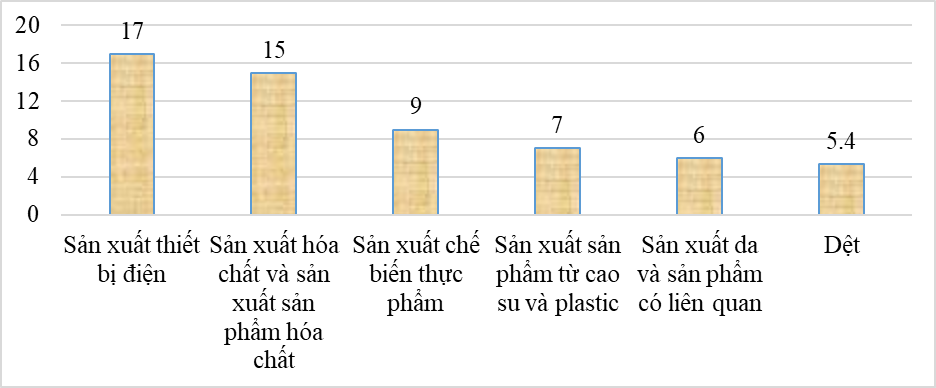 20
16
12
8
4
0
17
15
9
7
6
5.4
Sản xuất thiết
bị điện
Sản xuất hóa
chất và sản
xuất sản
phẩm hóa
chất
Sản xuất chế
biến thực
phẩm
Sản xuất sản
phẩm từ cao
su và plastic
Sản xuất da
và sản phẩm
có liên quan
Dệt